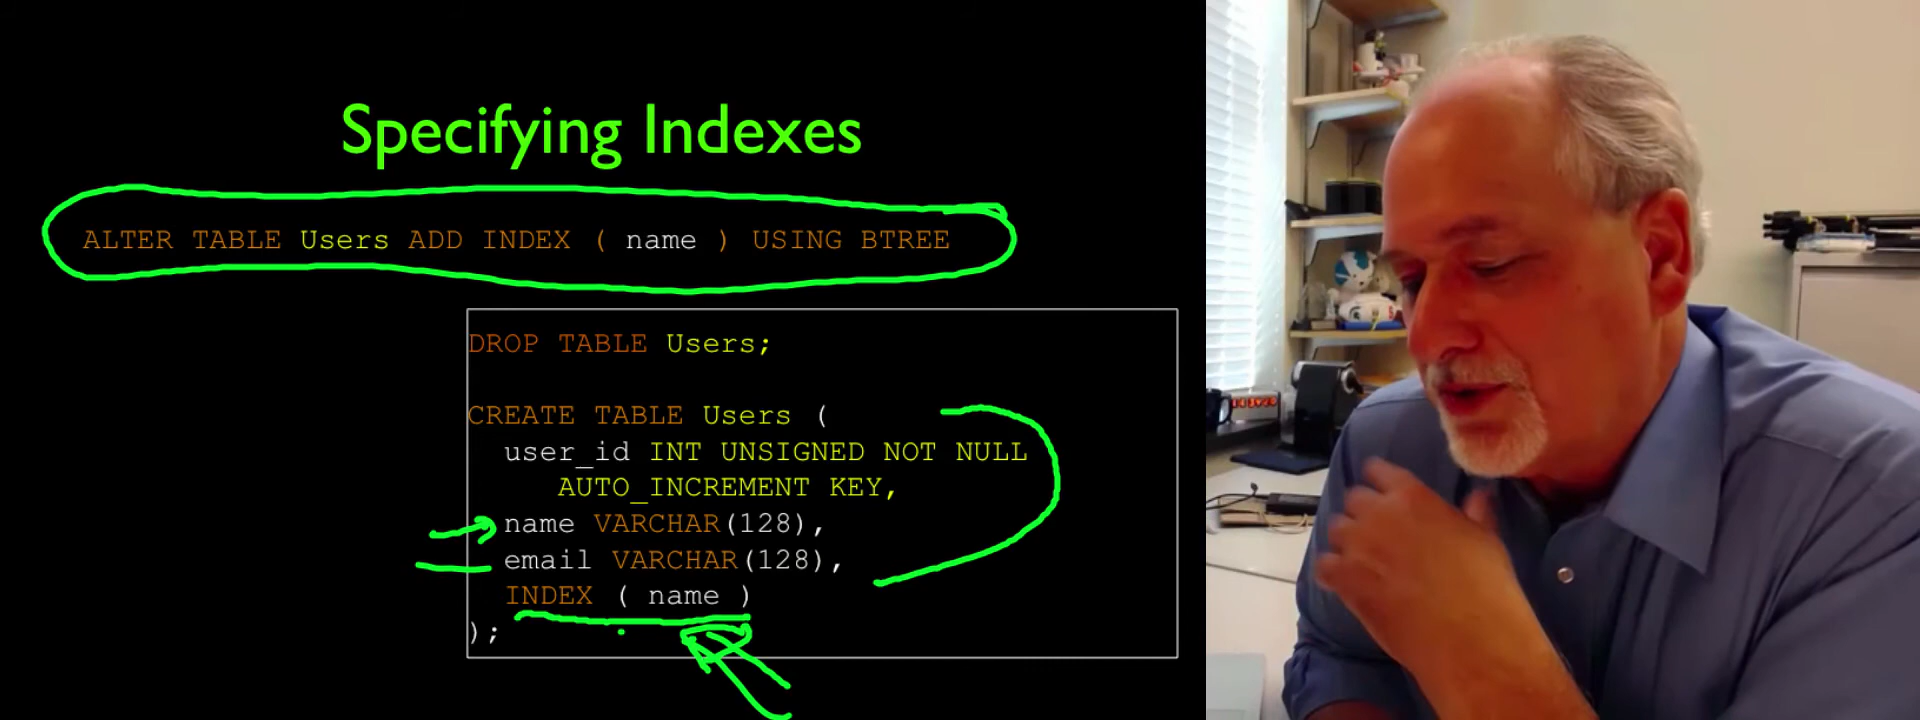 Specifying Indexes
ALTER TABLE Users ADD INDEX ( name ) USING BTREE
DROP TABLE Users;
CREATE TABLE Users (
user_id INT UNSIGNED NOT NULL
AUTO_INCREMENT KEY,
name VARCHAR(128),
email VARCHAR(128),
INDEX ( name )
);